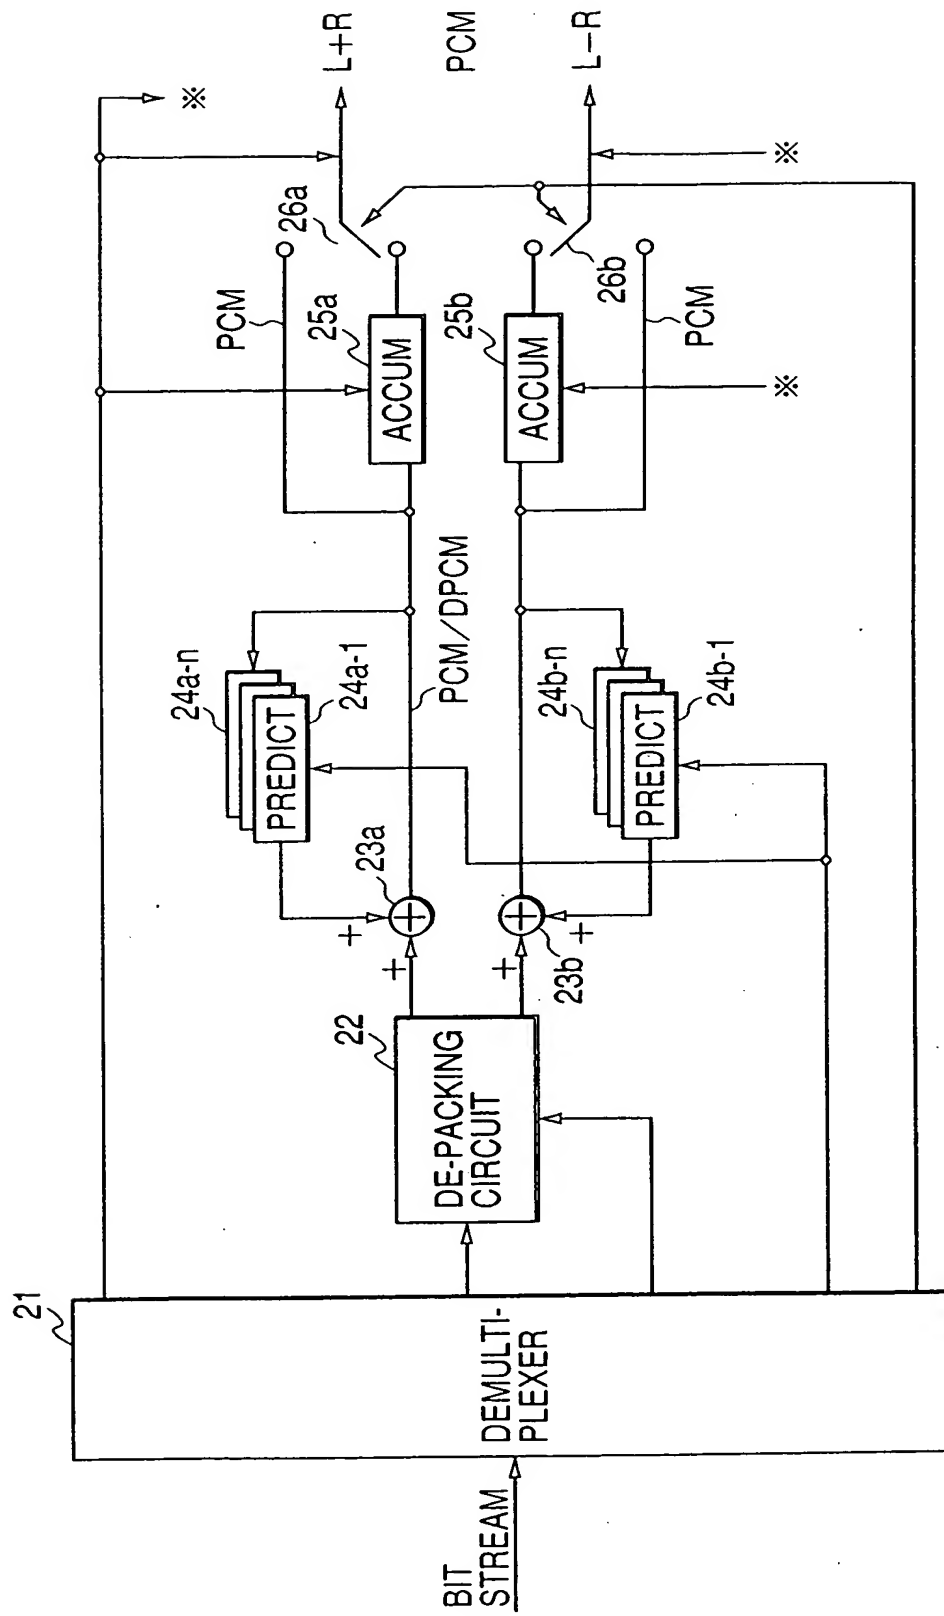 BIT
STREAM
21
DEMULTI-
PLEXER
22
DE-PACKING
CIRCUIT
+
+
23a
+
+
23b
24a-n
24a-1
PREDICT
24b-n
24b-1
PREDICT
PCM/DPCM
PCM
25a
ACCUM
25b
ACCUM
PCM
26a
26b
※
※
※
L+R
PCM
L−R